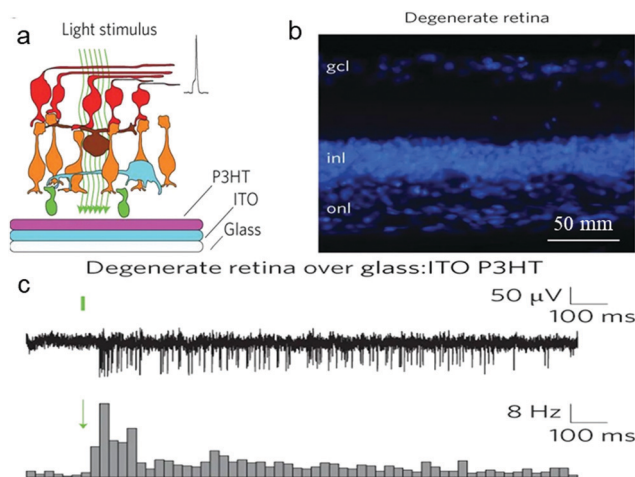 a
Light stimulus
P3HT
ITO
Glass
b
Degenerate retina
gcl
inl
onl
50 mm
Degenerate retina over glass:ITO P3HT
c
50 µV
100 ms
8 Hz
100 ms